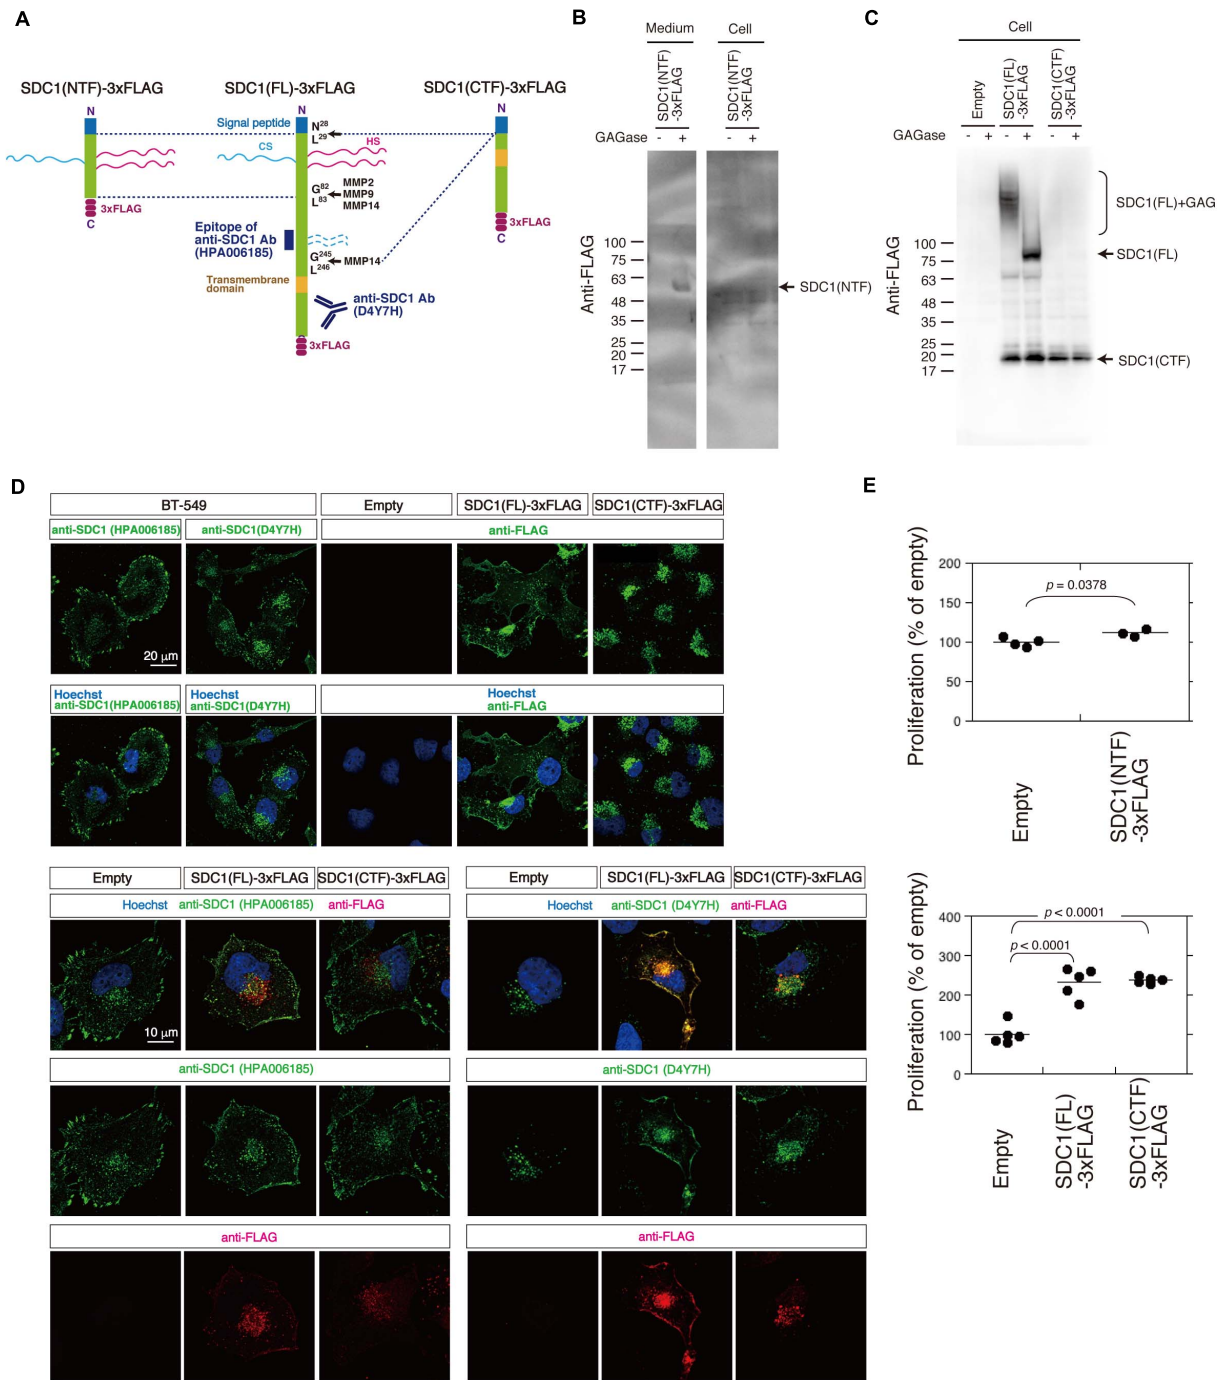 A
SDC1(NTF)-3xFLAG
SDC1(FL)-3xFLAG
SDC1(CTF)-3xFLAG
N
N
N
Signal peptide
N28
L29
CS
HS
G82
L83
MMP2
MMP9
MMP14
3xFLAG
C
Epitope of
anti-SDC1 Ab
(HPA006185)
G245
L246
MMP14
3xFLAG
C
Transmembrane
domain
anti-SDC1 Ab
(D4Y7H)
3xFLAG
B
Medium
Cell
SDC1(NTF)
-3xFLAG
SDC1(NTF)
-3xFLAG
GAGase
-
+
-
+
Anti-FLAG
100
75
63
48
35
25
20
17
SDC1(NTF)
C
Cell
Empty
SDC1(FL)
-3xFLAG
SDC1(CTF)
-3xFLAG
GAGase
-
+
-
+
-
+
Anti-FLAG
100
75
63
48
35
25
20
17
SDC1(FL)+GAG
SDC1(FL)
SDC1(CTF)
D
BT-549
Empty
SDC1(FL)-3xFLAG
SDC1(CTF)-3xFLAG
anti-SDC1 (HPA006185)
anti-SDC1(D4Y7H)
anti-FLAG
20 μm
Hoechst
anti-SDC1(HPA006185)
Hoechst
anti-SDC1(D4Y7H)
Hoechst
anti-FLAG
Empty
SDC1(FL)-3xFLAG
SDC1(CTF)-3xFLAG
Hoechst anti-SDC1 (HPA006185) anti-FLAG
10 μm
anti-SDC1 (HPA006185)
anti-FLAG
Empty
SDC1(FL)-3xFLAG
SDC1(CTF)-3xFLAG
Hoechst anti-SDC1 (D4Y7H) anti-FLAG
anti-SDC1 (D4Y7H)
anti-FLAG
E
Proliferation (% of empty)
200
150
100
50
0
p = 0.0378
Empty
SDC1(NTF)
-3xFLAG
Proliferation (% of empty)
400
300
200
100
0
p < 0.0001
p < 0.0001
Empty
SDC1(FL)
-3xFLAG
SDC1(CTF)
-3xFLAG